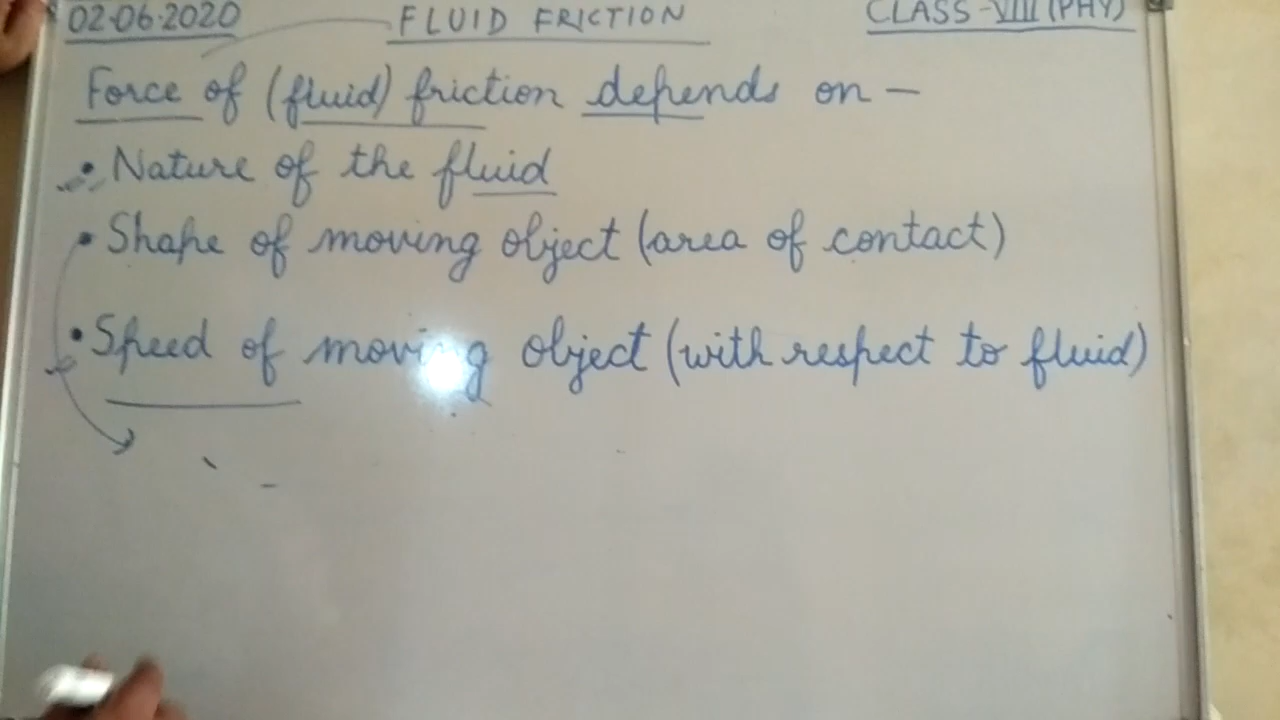 02.06.2020 FLUID FRICTION CLASS-VIII (PHY)
Force of (fluid) friction depends on —
• Nature of the fluid
• Shape of moving object (area of contact)
• Speed of moving object (with respect to fluid)